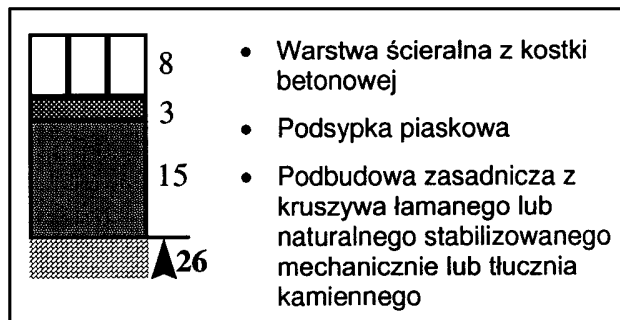 8
3
15
26
• Warstwa ścieralna z kostki
betonowej
• Podsypka piaskowa
• Podbudowa zasadnicza z
kruszywa łamanego lub
naturalnego stabilizowanego
mechanicznie lub tłucznia
kamiennego